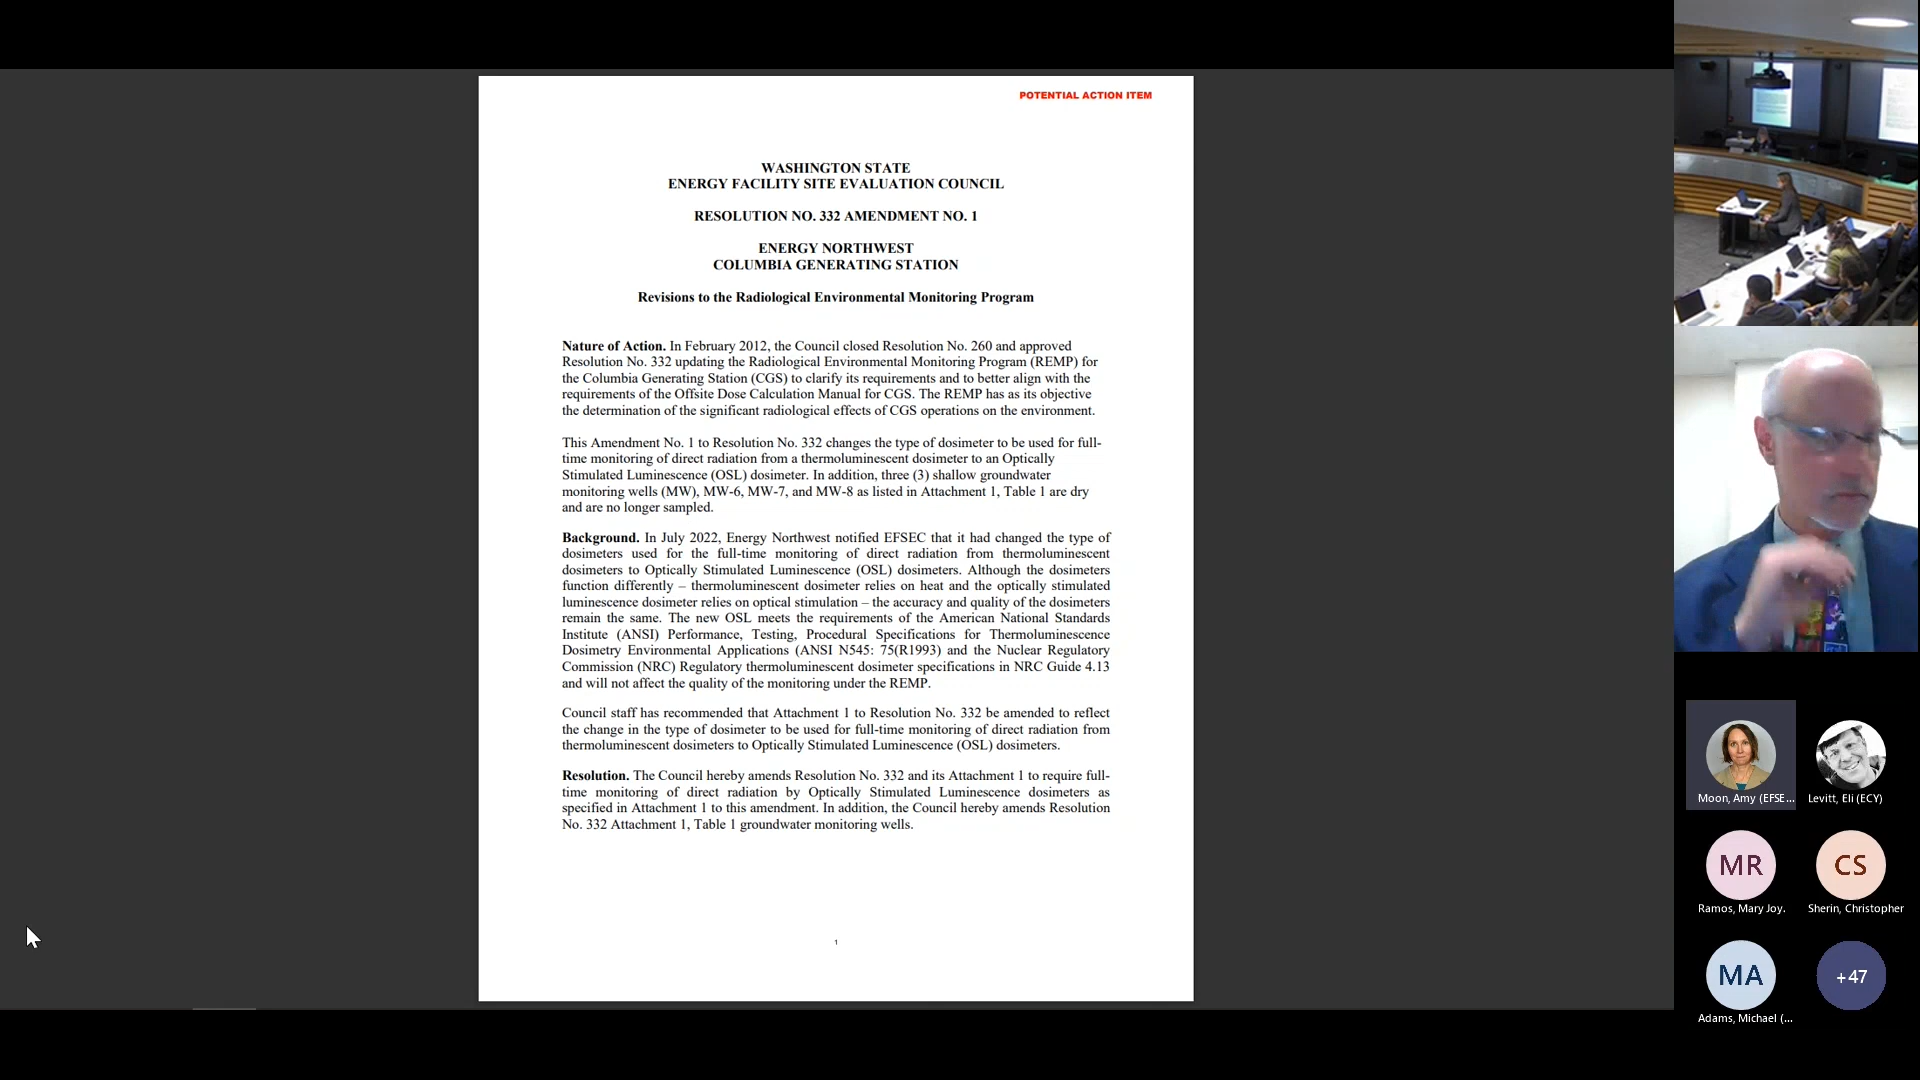 POTENTIAL ACTION ITEM
WASHINGTON STATE
ENERGY FACILITY SITE EVALUATION COUNCIL
RESOLUTION NO. 332 AMENDMENT NO. 1
ENERGY NORTHWEST
COLUMBIA GENERATING STATION
Revisions to the Radiological Environmental Monitoring Program
Nature of Action. In February 2012, the Council closed Resolution No. 260 and approved
Resolution No. 332 updating the Radiological Environmental Monitoring Program (REMP) for
the Columbia Generating Station (CGS) to clarify its requirements and to better align with the
requirements of the Offsite Dose Calculation Manual for CGS. The REMP has as its objective
the determination of the significant radiological effects of CGS operations on the environment.
This Amendment No. 1 to Resolution No. 332 changes the type of dosimeter to be used for full-
time monitoring of direct radiation from a thermoluminescent dosimeter to an Optically
Stimulated Luminescence (OSL) dosimeter. In addition, three (3) shallow groundwater
monitoring wells (MW), MW-6, MW-7, and MW-8 as listed in Attachment 1, Table 1 are dry
and are no longer sampled.
Background. In July 2022, Energy Northwest notified EFSEC that it had changed the type of
dosimeters used for the full-time monitoring of direct radiation from thermoluminescent
dosimeters to Optically Stimulated Luminescence (OSL) dosimeters. Although the dosimeters
function differently – thermoluminescent dosimeter relies on heat and the optically stimulated
luminescence dosimeter relies on optical stimulation – the accuracy and quality of the dosimeters
remain the same. The new OSL meets the requirements of the American National Standards
Institute (ANSI) Performance, Testing, Procedural Specifications for Thermoluminescence
Dosimetry Environmental Applications (ANSI N545: 75(R1993) and the Nuclear Regulatory
Commission (NRC) Regulatory thermoluminescent dosimeter specifications in NRC Guide 4.13
and will not affect the quality of the monitoring under the REMP.
Council staff has recommended that Attachment 1 to Resolution No. 332 be amended to reflect
the change in the type of dosimeter to be used for full-time monitoring of direct radiation from
thermoluminescent dosimeters to Optically Stimulated Luminescence (OSL) dosimeters.
Resolution. The Council hereby amends Resolution No. 332 and its Attachment 1 to require full-
time monitoring of direct radiation by Optically Stimulated Luminescence dosimeters as
specified in Attachment 1 to this amendment. In addition, the Council hereby amends Resolution
No. 332 Attachment 1, Table 1 groundwater monitoring wells.
1
Moon, Amy (EFSE...
Levitt, Eli (ECY)
MR
Ramos, Mary Joy.
CS
Sherin, Christopher
MA
Adams, Michael (...
+47